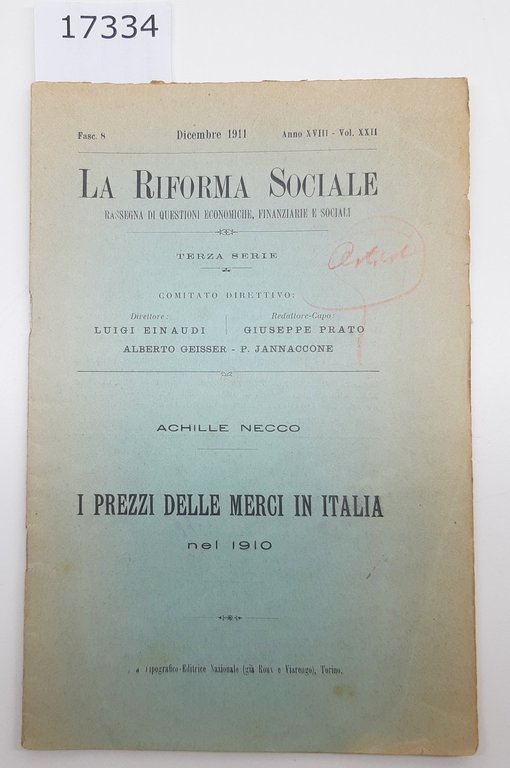 17334
Fasc. 8 Dicembre 1911 Anno XVIII - Vol. XXII
LA RIFORMA SOCIALE
RASSEGNA DI QUESTIONI ECONOMICHE, FINANZIARIE E SOCIALI
TERZA SERIE
COMITATO DIRETTIVO:
Direttore: Redattore-Capo:
LUIGI EINAUDI GIUSEPPE PRATO
ALBERTO GEISSER - P. JANNACCONE
ACHILLE NECCO
I PREZZI DELLE MERCI IN ITALIA
nel 1910
Tipografico-Editrice Nazionale (già Roux e Viarengo), Torino.